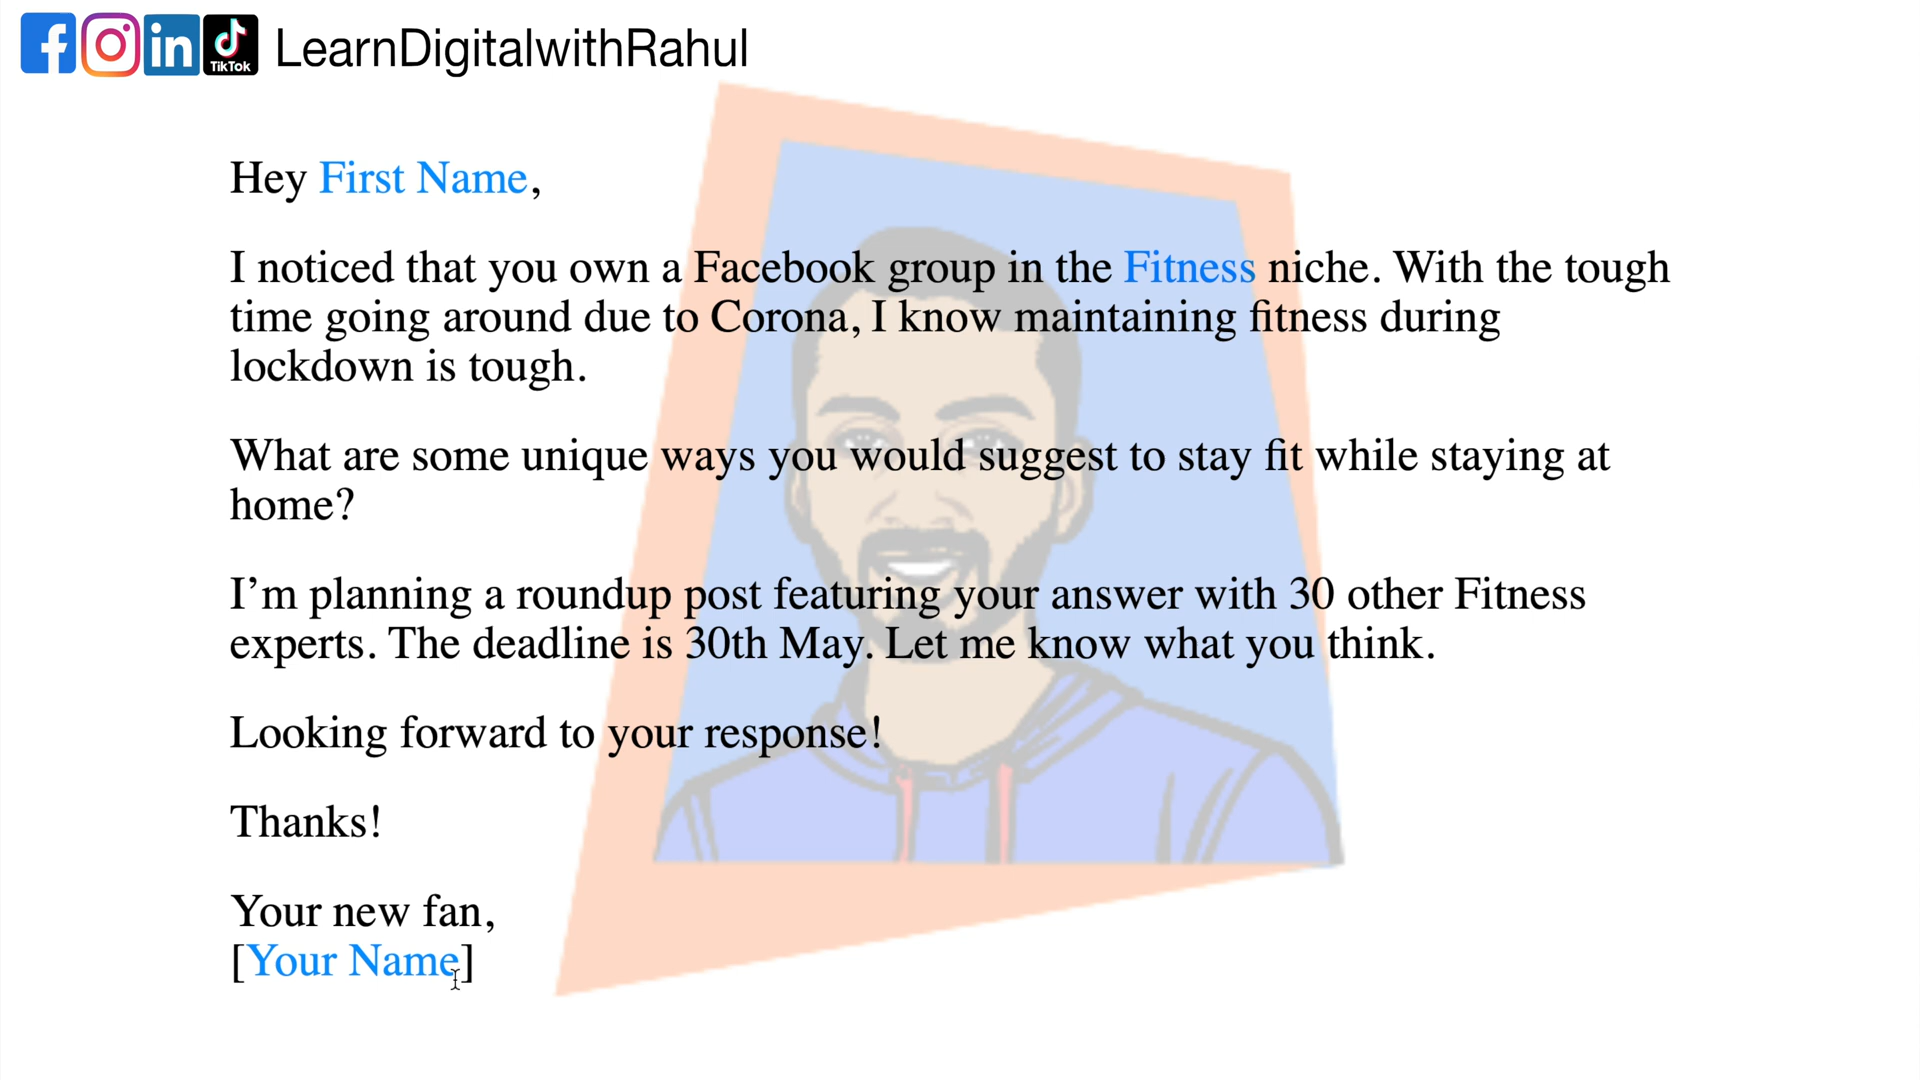 TikTok
LearnDigitalwithRahul
Hey First Name,
I noticed that you own a Facebook group in the Fitness niche. With the tough
time going around due to Corona, I know maintaining fitness during
lockdown is tough.
What are some unique ways you would suggest to stay fit while staying at
home?
I’m planning a roundup post featuring your answer with 30 other Fitness
experts. The deadline is 30th May. Let me know what you think.
Looking forward to your response!
Thanks!
Your new fan,
[Your Name]